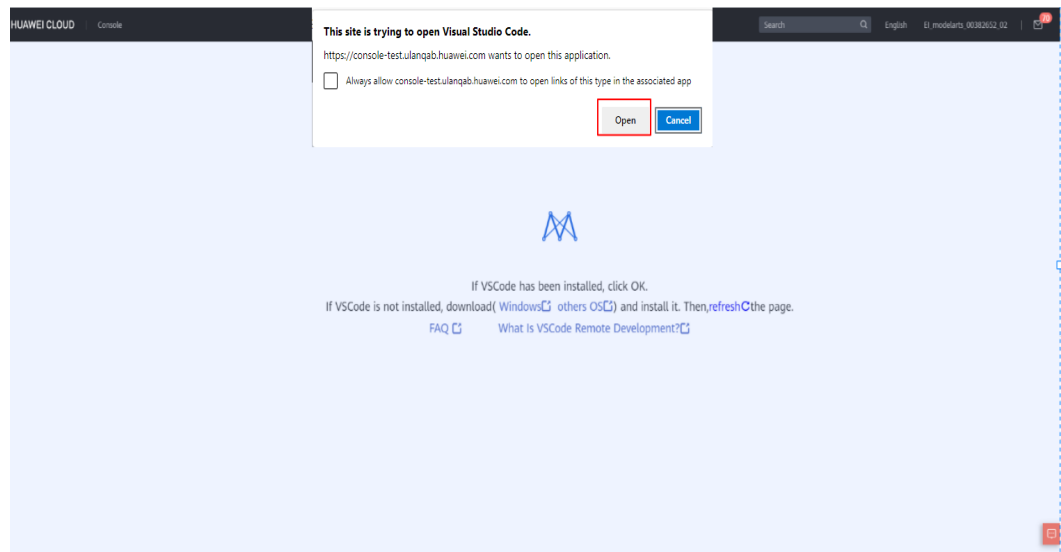 HUAWEI CLOUD Console Search English EI_modelarts_00382652_02 70
This site is trying to open Visual Studio Code.
https://console-test.ulanqab.huawei.com wants to open this application.
Always allow console-test.ulanqab.huawei.com to open links of this type in the associated app
Open Cancel
If VSCode has been installed, click OK.
If VSCode is not installed, download( Windows others OS) and install it. Then,refresh the page.
FAQ What Is VSCode Remote Development?